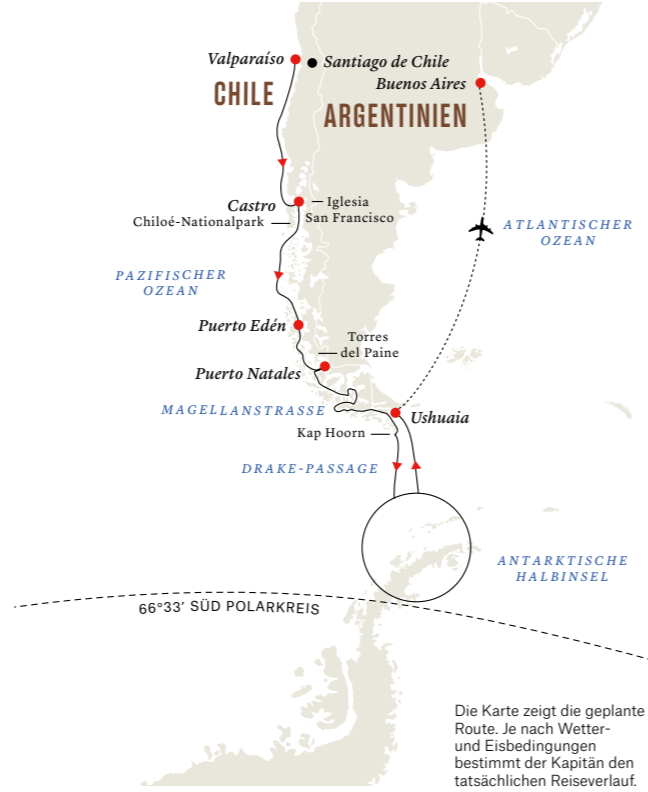 Valparaíso
Santiago de Chile
Buenos Aires
CHILE
ARGENTINIEN
Castro
Iglesia
San Francisco
Chiloé-Nationalpark
ATLANTISCHER
OZEAN
PAZIFISCHER
OZEAN
Puerto Edén
Torres
del Paine
Puerto Natales
MAGELLANSTRASSE
Ushuaia
Kap Hoorn
DRAKE-PASSAGE
ANTARKTISCHE
HALBINSEL
66°33′ SÜD POLARKREIS
Die Karte zeigt die geplante
Route. Je nach Wetter-
und Eisbedingungen
bestimmt der Kapitän den
tatsächlichen Reiseverlauf.